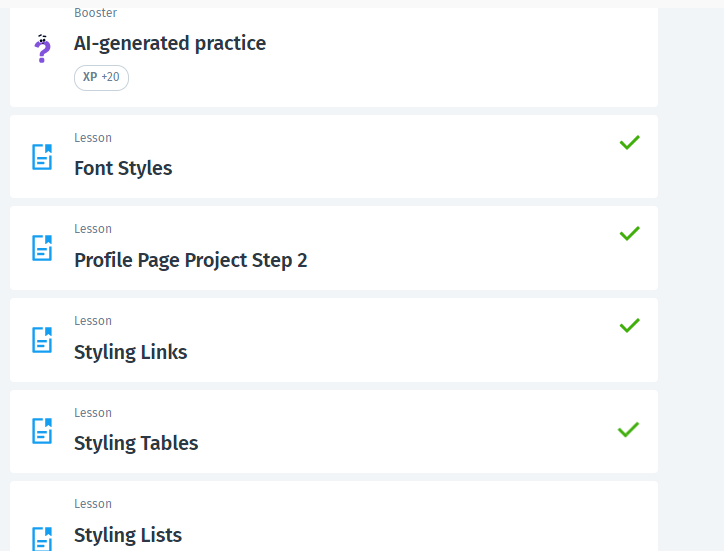 Booster
AI-generated practice
XP +20
Lesson
Font Styles
Lesson
Profile Page Project Step 2
Lesson
Styling Links
Lesson
Styling Tables
Lesson
Styling Lists